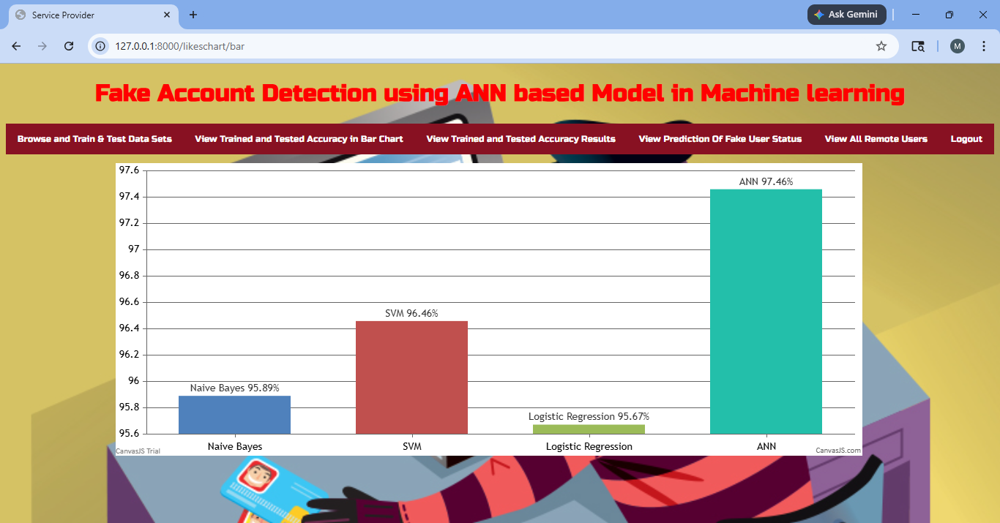 Service Provider
Ask Gemini
127.0.0.1:8000/likeschart/bar
M
Fake Account Detection using ANN based Model in Machine learning
Browse and Train & Test Data Sets View Trained and Tested Accuracy in Bar Chart View Trained and Tested Accuracy Results View Prediction Of Fake User Status View All Remote Users Logout
97.6
ANN 97.46%
97.4
97.2
97
96.8
96.6
SVM 96.46%
96.4
96.2
96
Naive Bayes 95.89%
95.8
Logistic Regression 95.67%
95.6
Naive Bayes SVM Logistic Regression ANN
CanvasJS Trial CanvasJS.com